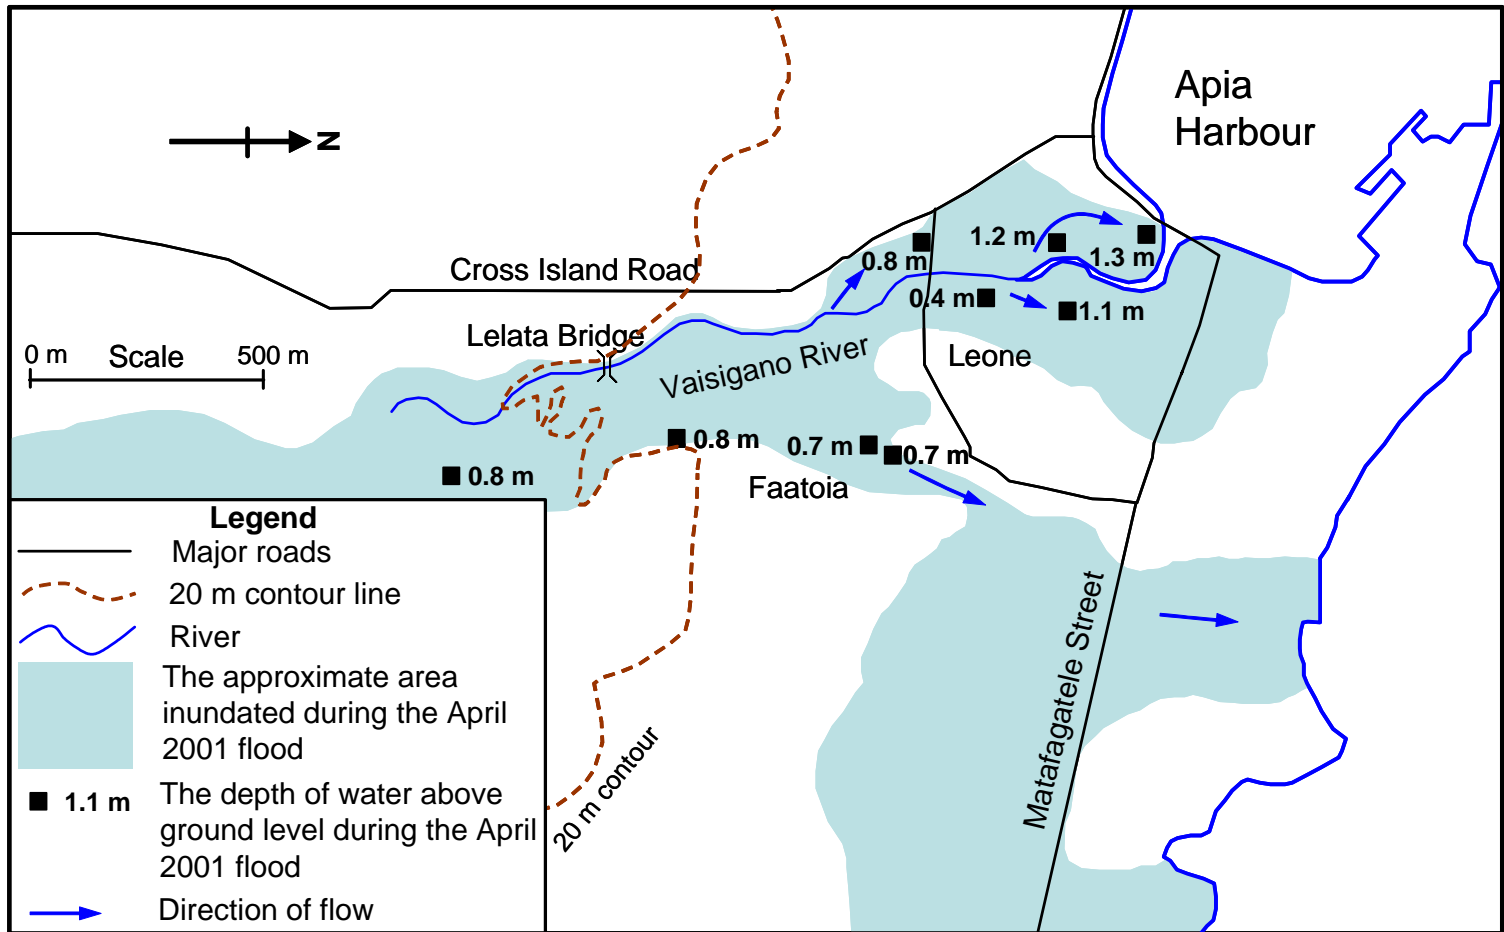 Apia
Harbour
N
1.2 m
1.3 m
0.8 m
Cross Island Road
0.4 m
1.1 m
Lelata Bridge
0 m
Scale
500 m
Leone
Vaisigano River
0.8 m
0.7 m
0.7 m
0.8 m
Faatoia
Matafagatele Street
20 m contour
Legend
Major roads
20 m contour line
River
The approximate area
inundated during the April
2001 flood
1.1 m
The depth of water above
ground level during the April
2001 flood
Direction of flow